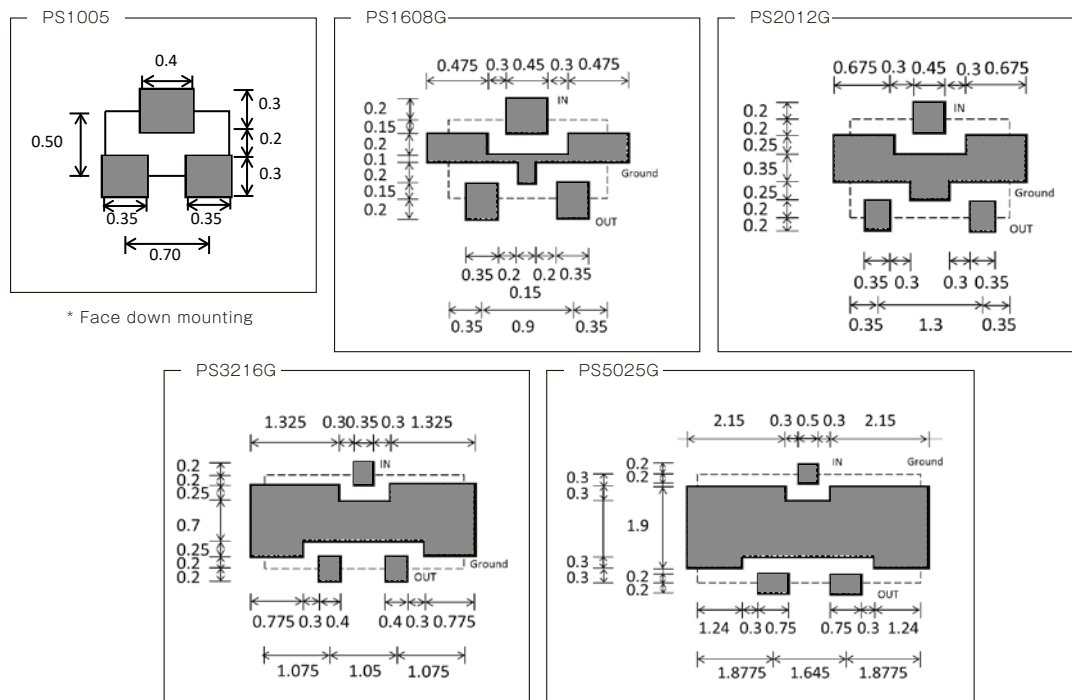 PS1005
0.4
0.50
0.3
0.2
0.3
0.35 0.35
0.70
* Face down mounting
PS1608G
0.475 0.3 0.45 0.3 0.475
IN
0.2
0.15
0.2
0.1
0.2
0.15
0.2
Ground
OUT
0.35 0.2 0.2 0.35
0.15
0.35 0.9 0.35
PS2012G
0.675 0.3 0.45 0.3 0.675
IN
0.2
0.2
0.25
0.35
0.25
0.2
0.2
Ground
OUT
0.35 0.3 0.3 0.35
0.35 1.3 0.35
PS3216G
1.325 0.3 0.35 0.3 1.325
IN
0.2
0.2
0.25
0.7
0.25
0.2
0.2
Ground
OUT
0.775 0.3 0.4 0.4 0.3 0.775
1.075 1.05 1.075
PS5025G
2.15 0.3 0.5 0.3 2.15
IN
Ground
0.3
0.3
0.2
0.2
1.9
0.3
0.3
0.2
0.2
OUT
1.24 0.3 0.75 0.75 0.3 1.24
1.8775 1.645 1.8775